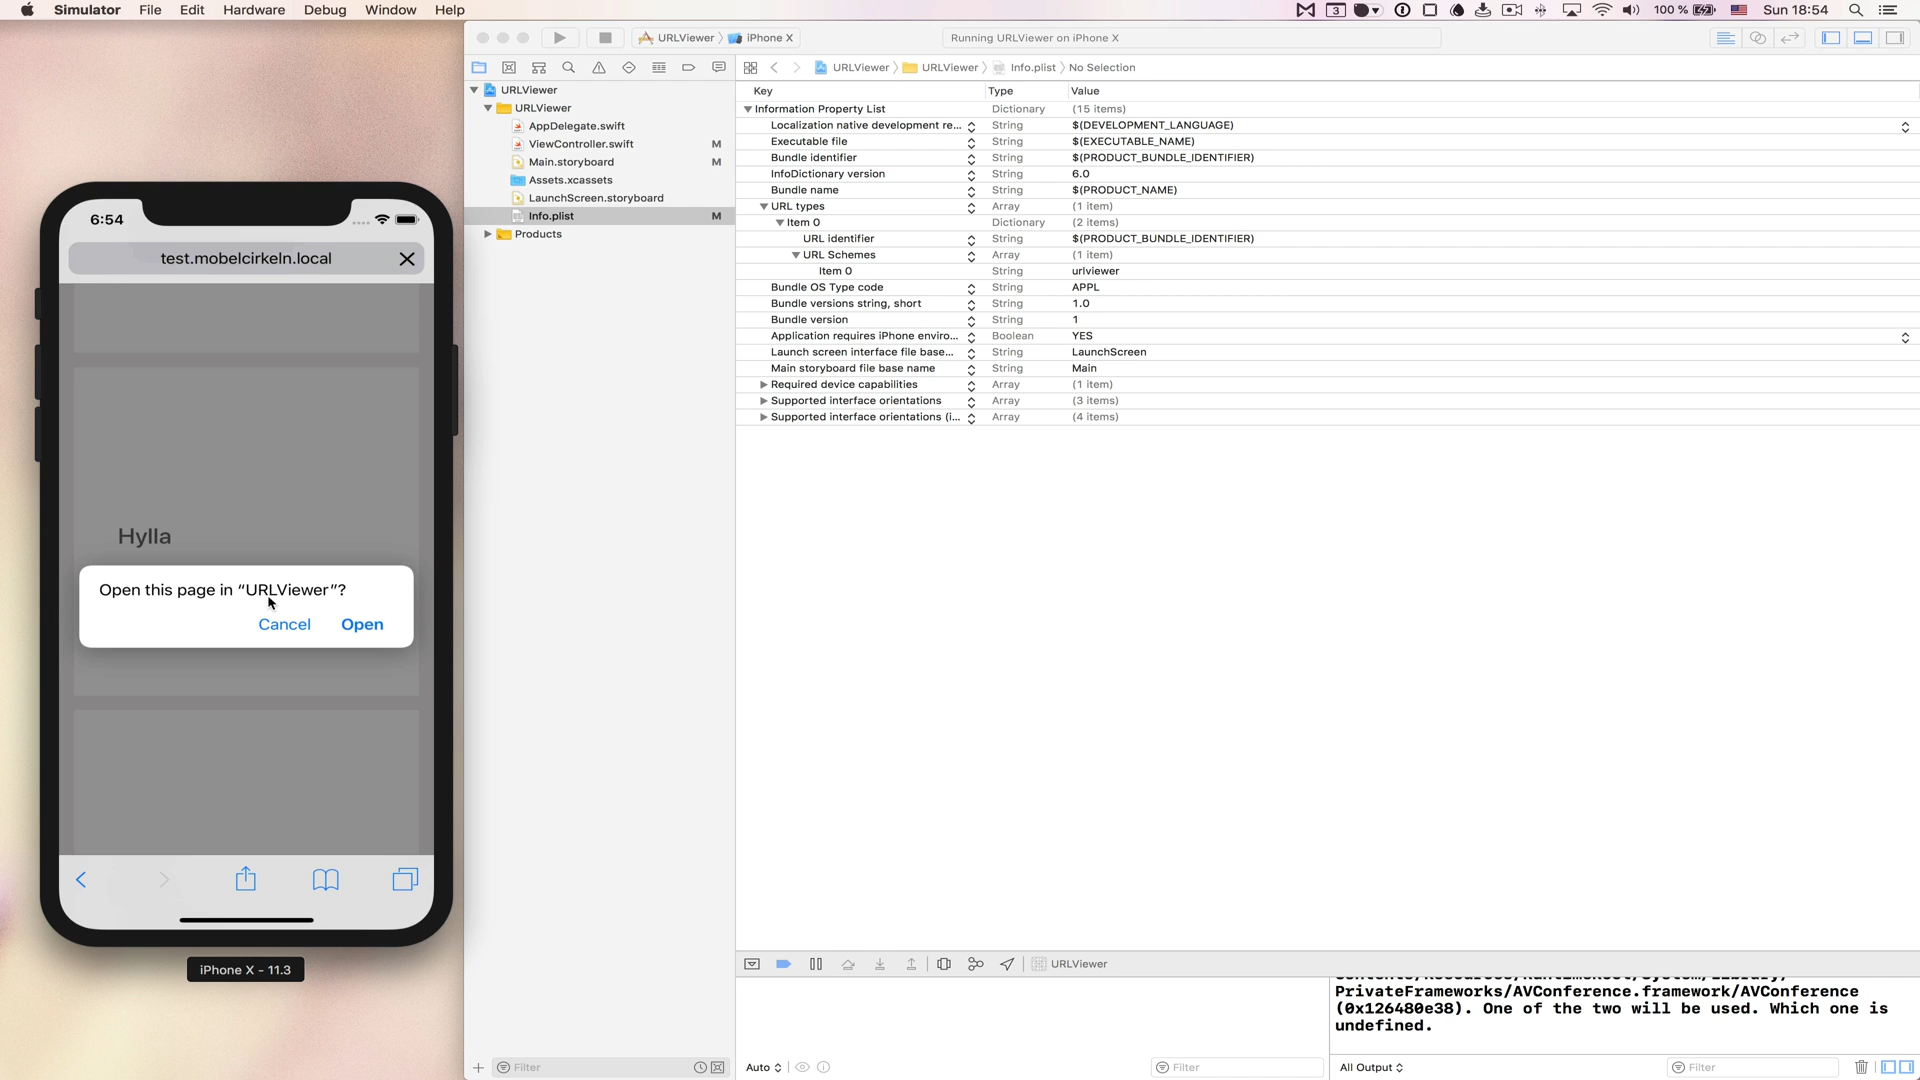 Simulator File Edit Hardware Debug Window Help
3 100 % Sun 18:54
URLViewer iPhone X
Running URLViewer on iPhone X
URLViewer URLViewer Info.plist No Selection
URLViewer
URLViewer
AppDelegate.swift
ViewController.swift M
Main.storyboard M
Assets.xcassets
LaunchScreen.storyboard
Info.plist M
Products
Key Type Value
Information Property List Dictionary (15 items)
Localization native development re... String $(DEVELOPMENT_LANGUAGE)
Executable file String $(EXECUTABLE_NAME)
Bundle identifier String $(PRODUCT_BUNDLE_IDENTIFIER)
InfoDictionary version String 6.0
Bundle name String $(PRODUCT_NAME)
URL types Array (1 item)
Item 0 Dictionary (2 items)
URL identifier String $(PRODUCT_BUNDLE_IDENTIFIER)
URL Schemes Array (1 item)
Item 0 String urlviewer
Bundle OS Type code String APPL
Bundle versions string, short String 1.0
Bundle version String 1
Application requires iPhone enviro... Boolean YES
Launch screen interface file base... String LaunchScreen
Main storyboard file base name String Main
Required device capabilities Array (1 item)
Supported interface orientations Array (3 items)
Supported interface orientations (i... Array (4 items)
6:54
test.mobelcirkeln.local
Hylla
Open this page in “URLViewer”?
Cancel Open
iPhone X - 11.3
URLViewer
PrivateFrameworks/AVConference.framework/AVConference
(0x126480e38). One of the two will be used. Which one is
undefined.
Filter
Auto
Filter
All Output
Filter